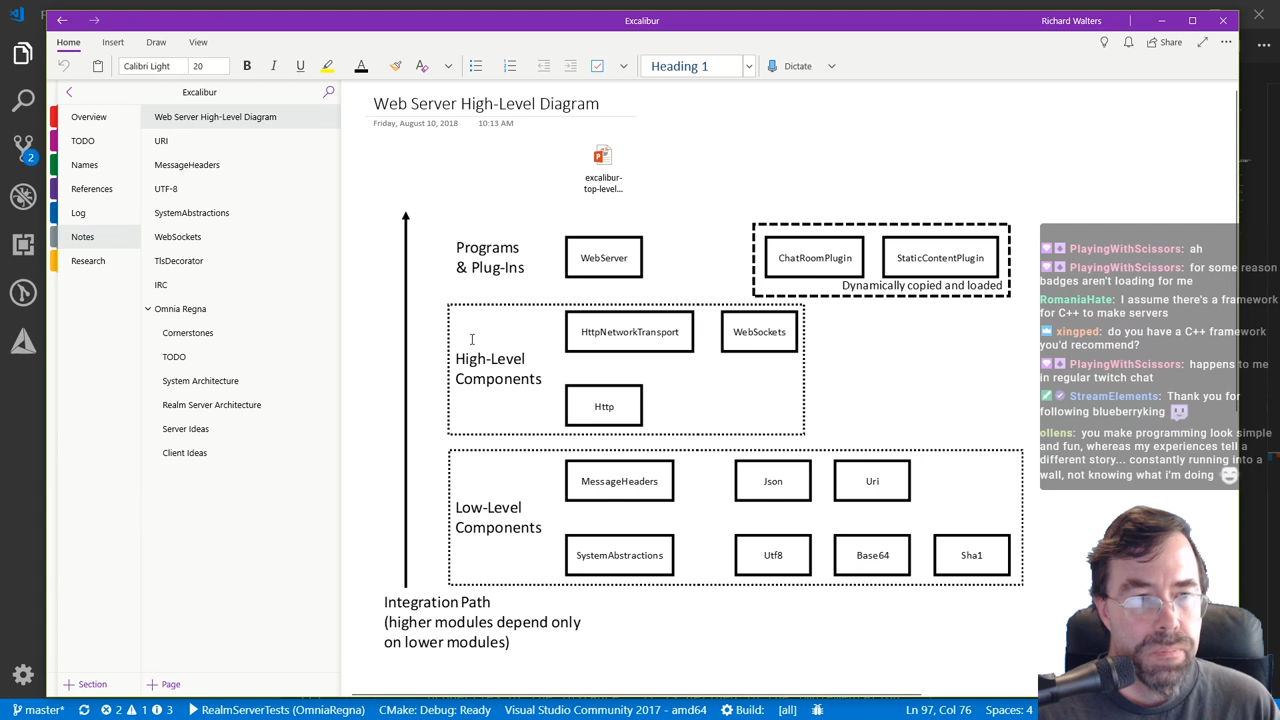 Excalibur
Richard Walters
Home
Insert
Draw
View
Share
Calibri Light
20
B
I
U
A
Heading 1
Dictate
Excalibur
Overview
TODO
Names
References
Log
Notes
Research
Web Server High-Level Diagram
URI
MessageHeaders
UTF-8
SystemAbstractions
WebSockets
TlsDecorator
IRC
Omnia Regna
Cornerstones
TODO
System Architecture
Realm Server Architecture
Server Ideas
Client Ideas
Section
Page
Web Server High-Level Diagram
Friday, August 10, 2018
10:13 AM
excalibur-
top-level...
Programs
& Plug-Ins
WebServer
ChatRoomPlugin
StaticContentPlugin
Dynamically copied and loaded
High-Level
Components
HttpNetworkTransport
WebSockets
Http
Low-Level
Components
MessageHeaders
Json
Uri
SystemAbstractions
Utf8
Base64
Sha1
Integration Path
(higher modules depend only
on lower modules)
PlayingWithScissors: ah
PlayingWithScissors: for some reason
badges aren't loading for me
RomaniaHate: I assume there's a framework
for C++ to make servers
xingped: do you have a C++ framework
you'd recommend?
PlayingWithScissors: happens to me
in regular twitch chat
StreamElements: Thank you for
following blueberryking
ollens: you make programming look simple
and fun, whereas my experiences tell a
different story... constantly running into a
wall, not knowing what i'm doing
2
master*
2
1
3
RealmServerTests (OmniaRegna)
CMake: Debug: Ready
Visual Studio Community 2017 - amd64
Build:
[all]
Ln 97, Col 76
Spaces: 4